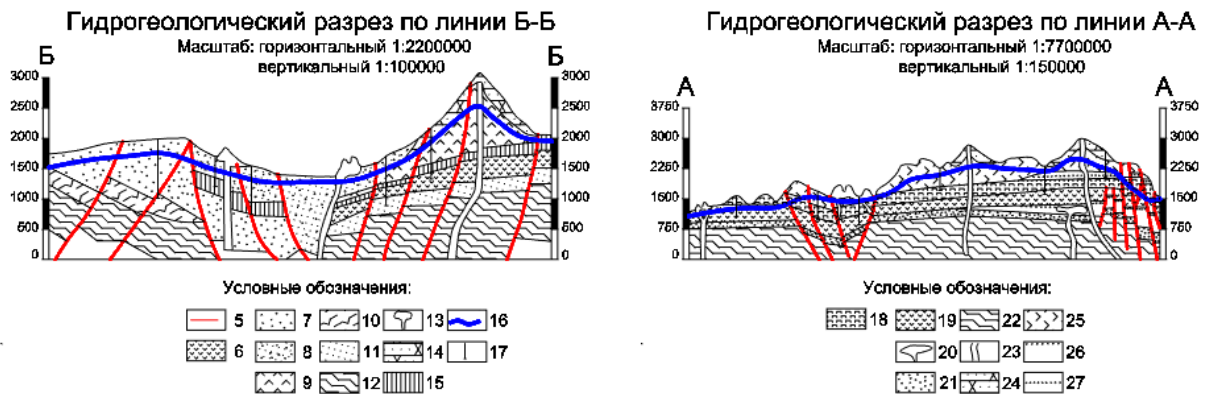 Гидрогеологический разрез по линии Б-Б
Масштаб: горизонтальный 1:2200000
вертикальный 1:100000
Б Б
3000 3000
2500 2500
2000 2000
1500 1500
1000 1000
500 500
0 0
Условные обозначения:
5 7 10 13 16
6 8 11 14 17
9 12 15
Гидрогеологический разрез по линии А-А
Масштаб: горизонтальный 1:7700000
вертикальный 1:150000
А А
3750 3750
3000 3000
2250 2250
1500 1500
750 750
0 0
Условные обозначения:
18 19 22 25
20 23 26
21 24 27